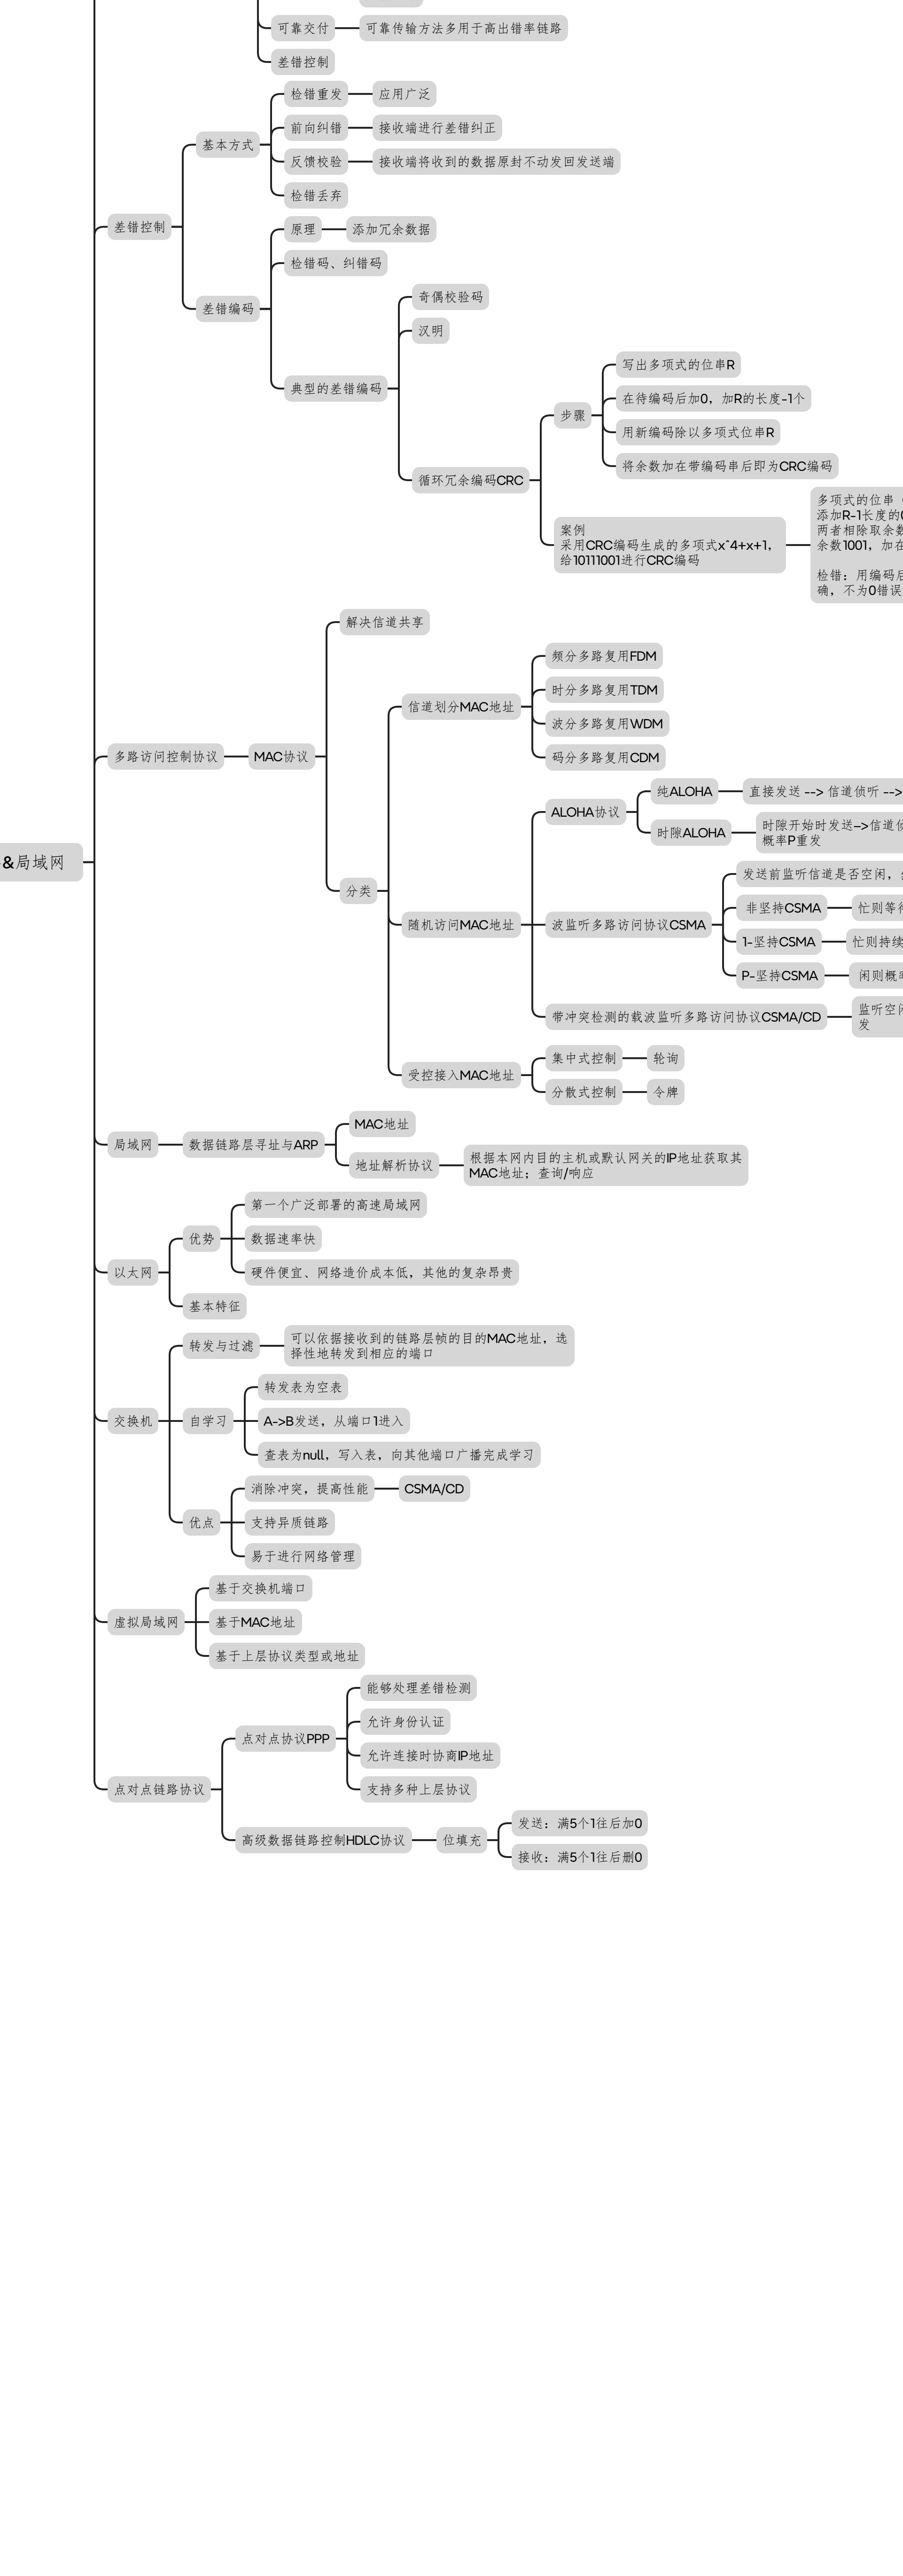 可靠交付
可靠传输方法多用于高出错率链路
差错控制
检错重发
应用广泛
前向纠错
接收端进行差错纠正
基本方式
反馈校验
接收端将收到的数据原封不动发回发送端
检错丢弃
差错控制
原理
添加冗余数据
检错码、纠错码
差错编码
奇偶校验码
汉明
典型的差错编码
写出多项式的位串R
在待编码后加0，加R的长度-1个
步骤
用新编码除以多项式位串R
将余数加在带编码串后即为CRC编码
循环冗余编码CRC
案例
采用CRC编码生成的多项式x^4+x+1，
给10111001进行CRC编码
多项式的位串
添加R-1长度的
两者相除取余数
余数1001，加在
检错：用编码后
确，不为0错误
解决信道共享
频分多路复用FDM
时分多路复用TDM
信道划分MAC地址
波分多路复用WDM
码分多路复用CDM
多路访问控制协议
MAC协议
纯ALOHA
直接发送 --> 信道侦听 -->
ALOHA协议
时隙ALOHA
时隙开始时发送–>信道侦
概率P重发
&局域网
发送前监听信道是否空闲，
分类
非坚持CSMA
忙则等待
随机访问MAC地址
波监听多路访问协议CSMA
1-坚持CSMA
忙则持续
P-坚持CSMA
闲则概率
带冲突检测的载波监听多路访问协议CSMA/CD
监听空闲
发
集中式控制
轮询
受控接入MAC地址
分散式控制
令牌
MAC地址
局域网
数据链路层寻址与ARP
地址解析协议
根据本网内目的主机或默认网关的IP地址获取其
MAC地址；查询/响应
第一个广泛部署的高速局域网
优势
数据速率快
以太网
硬件便宜、网络造价成本低，其他的复杂昂贵
基本特征
转发与过滤
可以依据接收到的链路层帧的目的MAC地址，选
择性地转发到相应的端口
转发表为空表
交换机
自学习
A->B发送，从端口1进入
查表为null，写入表，向其他端口广播完成学习
消除冲突，提高性能
CSMA/CD
优点
支持异质链路
易于进行网络管理
基于交换机端口
虚拟局域网
基于MAC地址
基于上层协议类型或地址
能够处理差错检测
允许身份认证
点对点协议PPP
允许连接时协商IP地址
支持多种上层协议
点对点链路协议
发送：满5个1往后加0
高级数据链路控制HDLC协议
位填充
接收：满5个1往后删0